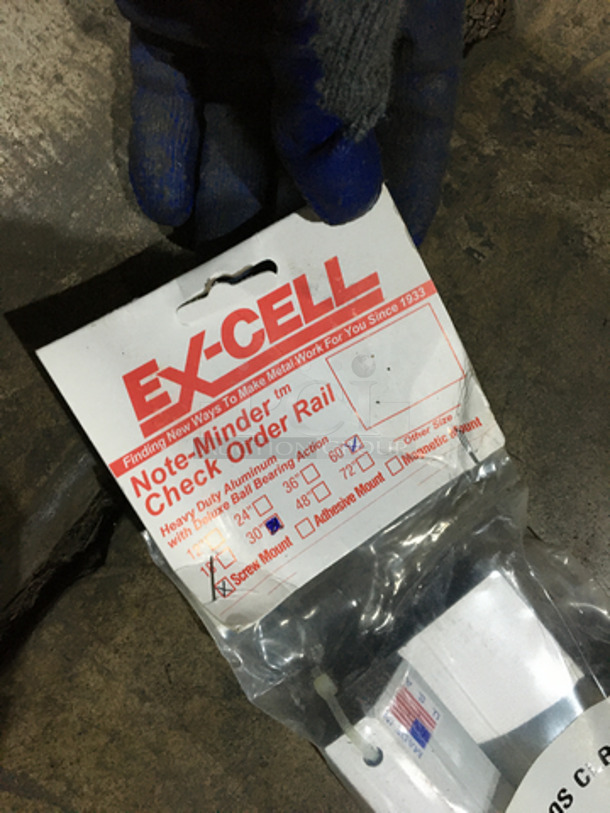 EX-CELL
Finding New Ways To Make Metal Work For You Since 1933
Note-Minder tm
Check Order Rail
Heavy Duty Aluminum
with Deluxe Ball Bearing Action
24" 36" 60" Other Size
30" 48" 72"
Screw Mount Adhesive Mount Magnetic Mount
MADE
U S A